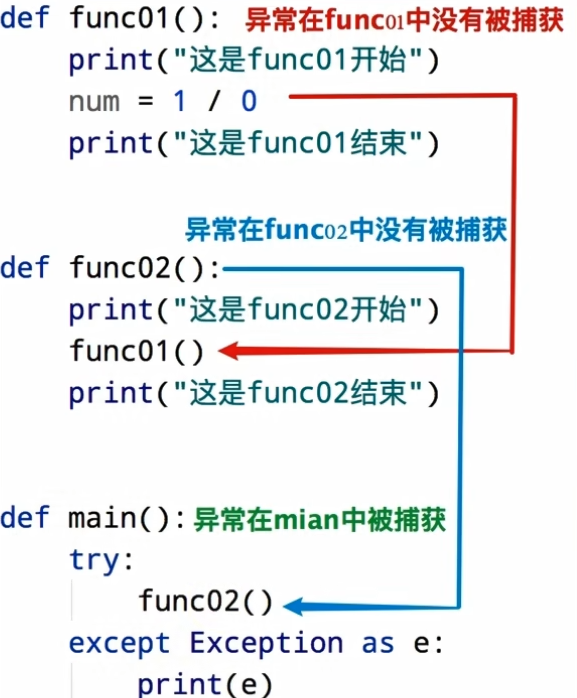 def func01(): 异常在func01中没有被捕获
    print("这是func01开始")
    num = 1 / 0
    print("这是func01结束")
异常在func02中没有被捕获
def func02():
    print("这是func02开始")
    func01()
    print("这是func02结束")
def main(): 异常在mian中被捕获
    try:
        func02()
    except Exception as e:
        print(e)